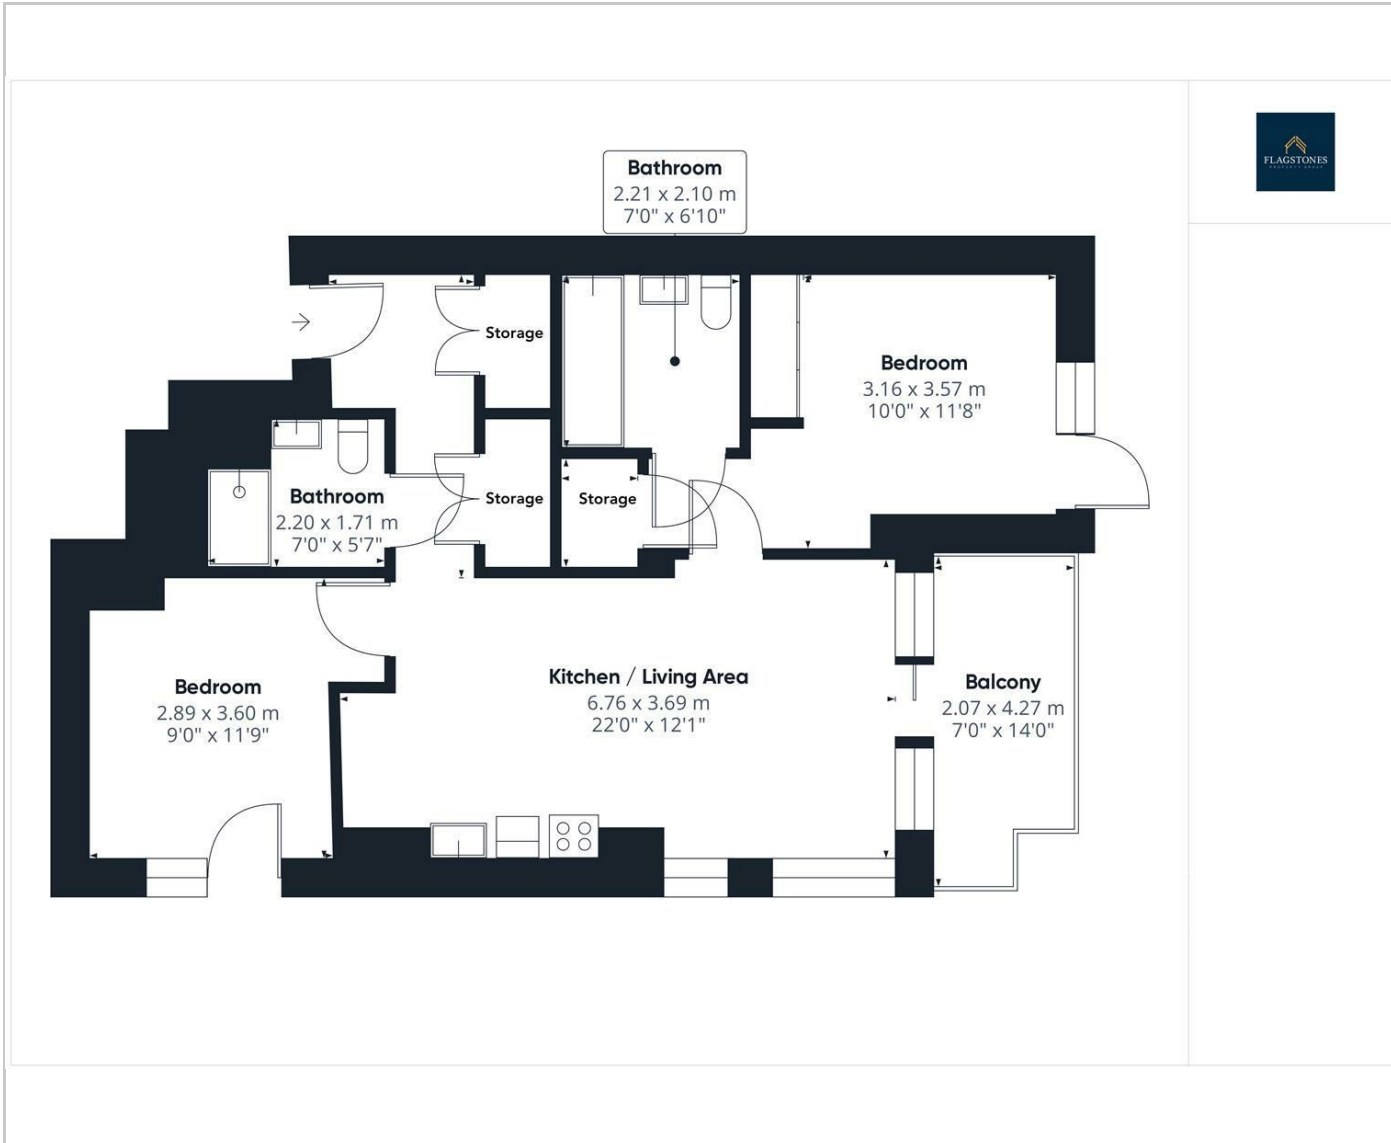 FLAGSTONES
PROPERTY GROUP
Bathroom
2.21 x 2.10 m
7'0" x 6'10"
Storage
Bedroom
3.16 x 3.57 m
10'0" x 11'8"
Bathroom
2.20 x 1.71 m
7'0" x 5'7"
Storage
Storage
Bedroom
2.89 x 3.60 m
9'0" x 11'9"
Kitchen / Living Area
6.76 x 3.69 m
22'0" x 12'1"
Balcony
2.07 x 4.27 m
7'0" x 14'0"